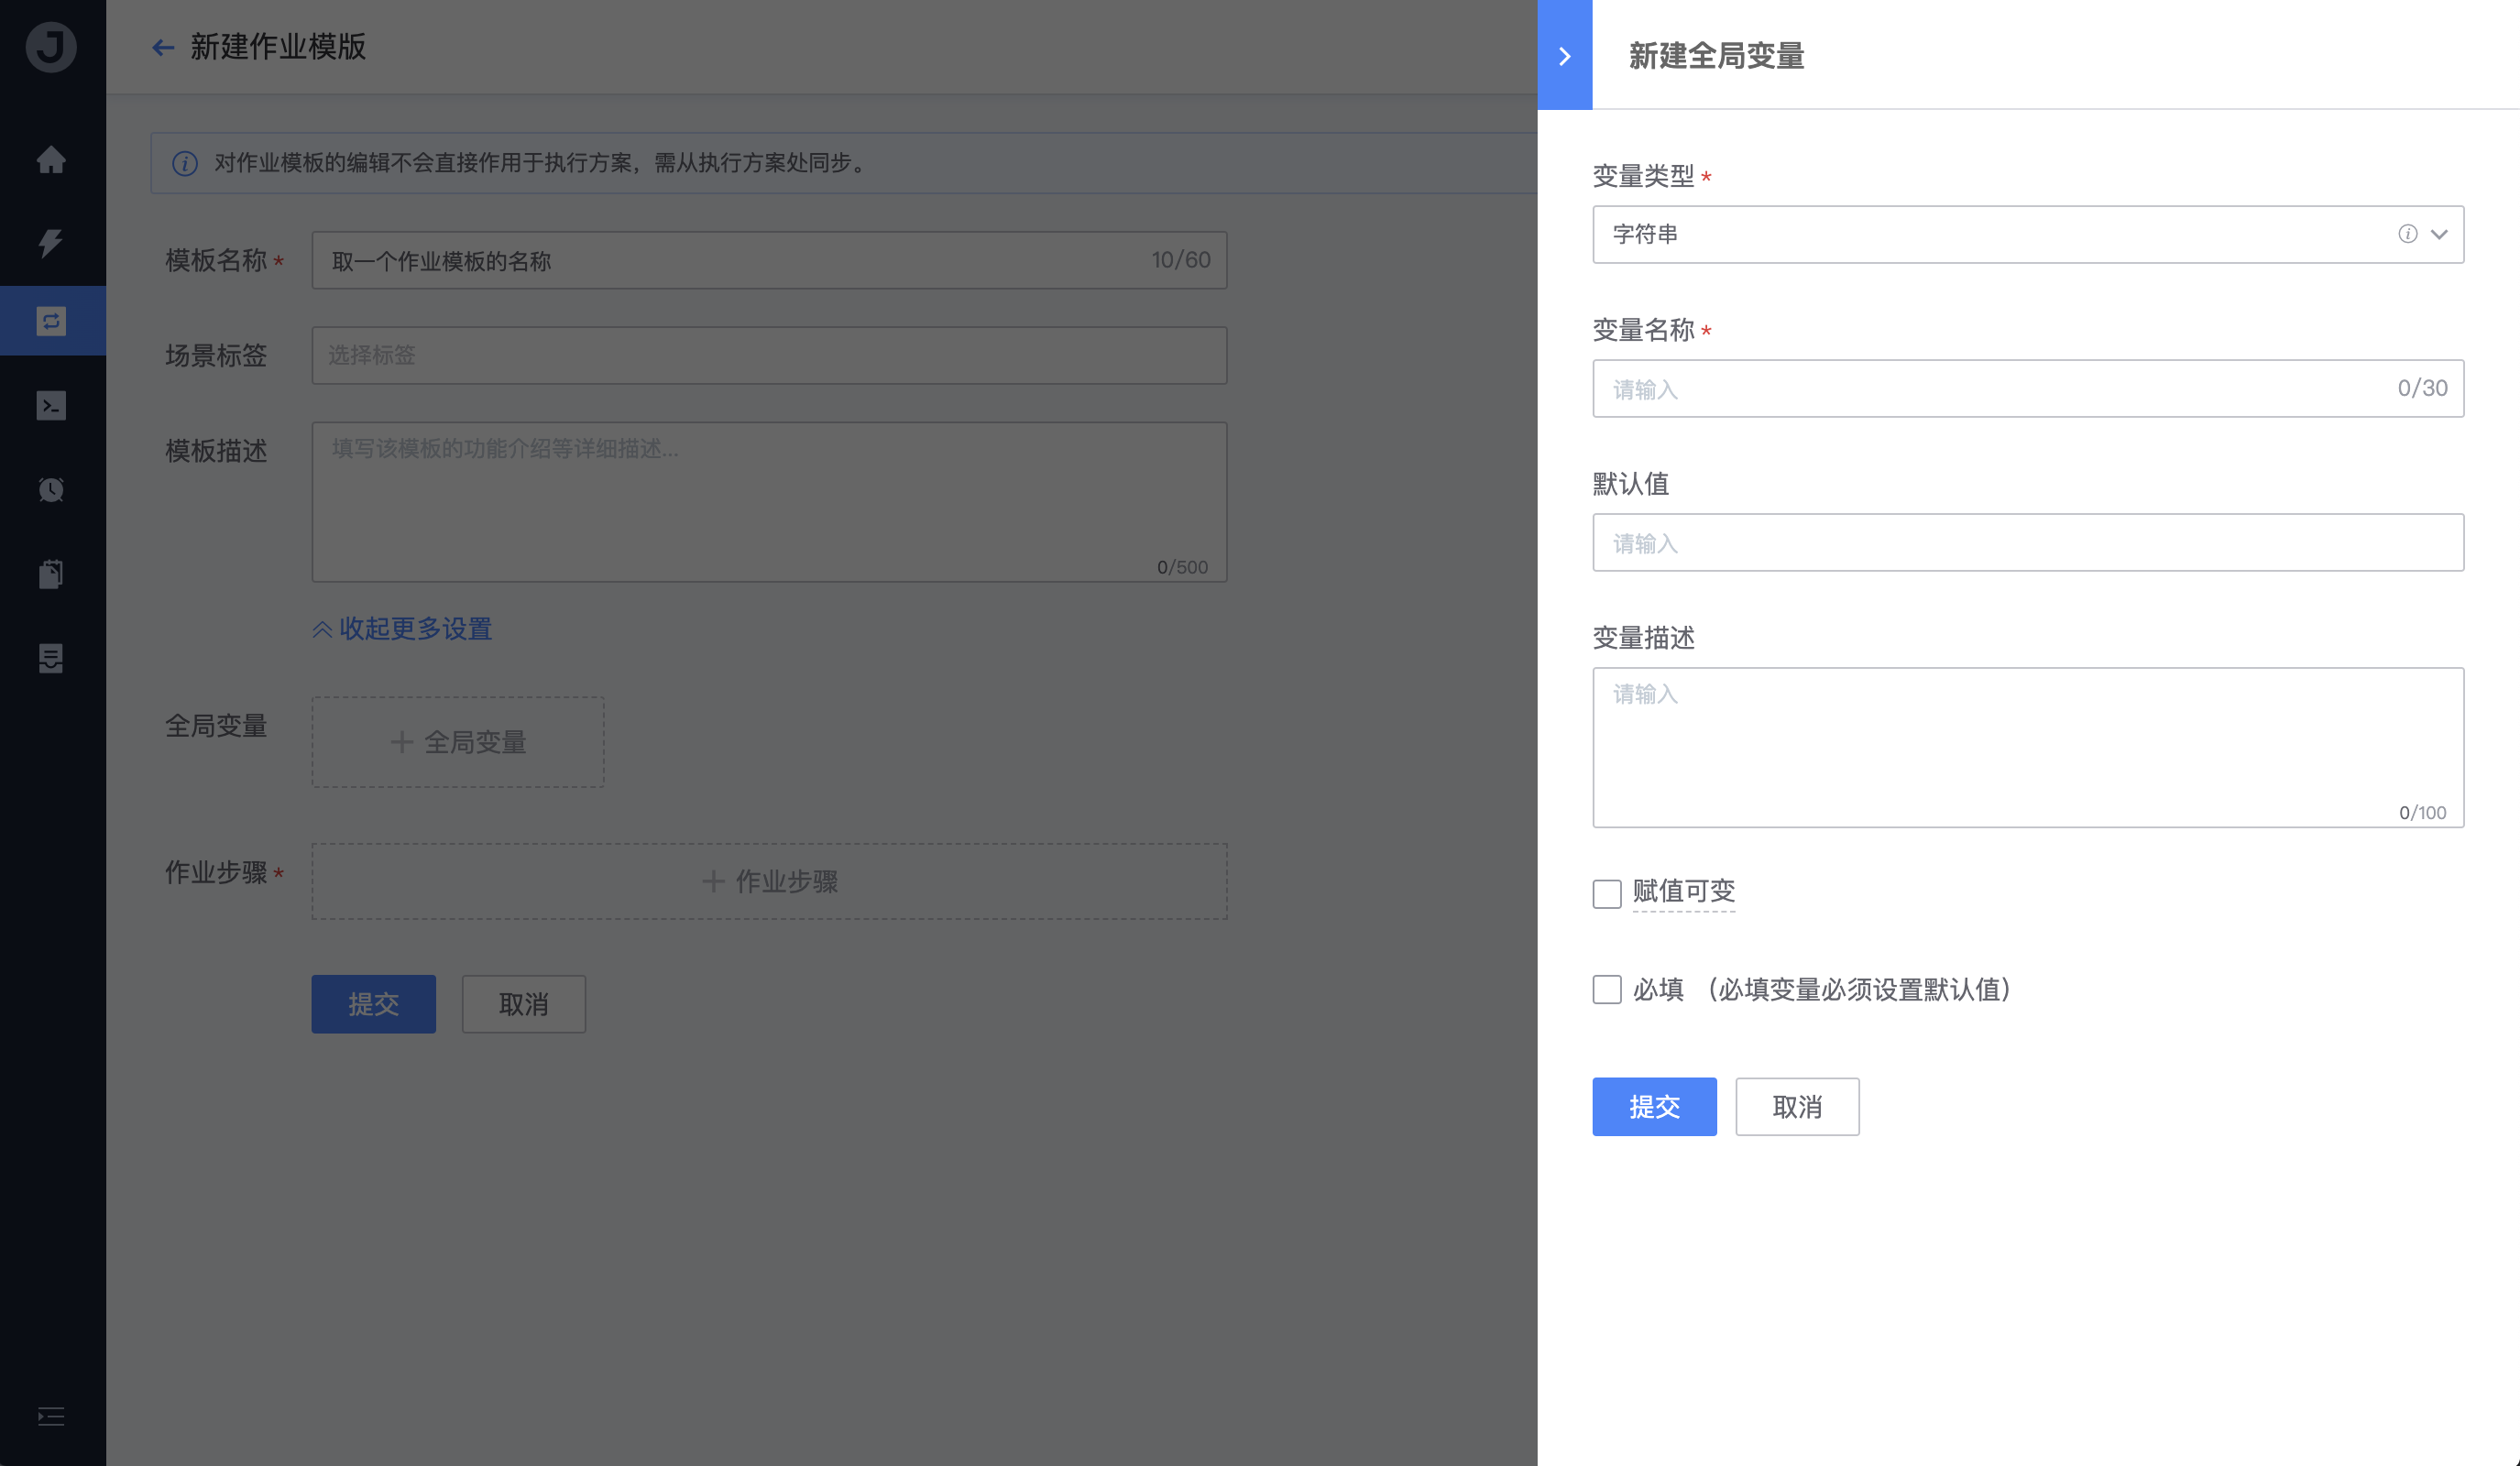 J
新建作业模版
对作业模板的编辑不会直接作用于执行方案，需从执行方案处同步。
模板名称 *
取一个作业模板的名称
10/60
场景标签
选择标签
模板描述
填写该模板的功能介绍等详细描述...
0/500
收起更多设置
全局变量
+ 全局变量
作业步骤 *
+ 作业步骤
提交
取消
新建全局变量
变量类型 *
字符串
变量名称 *
请输入
0/30
默认值
请输入
变量描述
请输入
0/100
赋值可变
必填 （必填变量必须设置默认值）
提交
取消